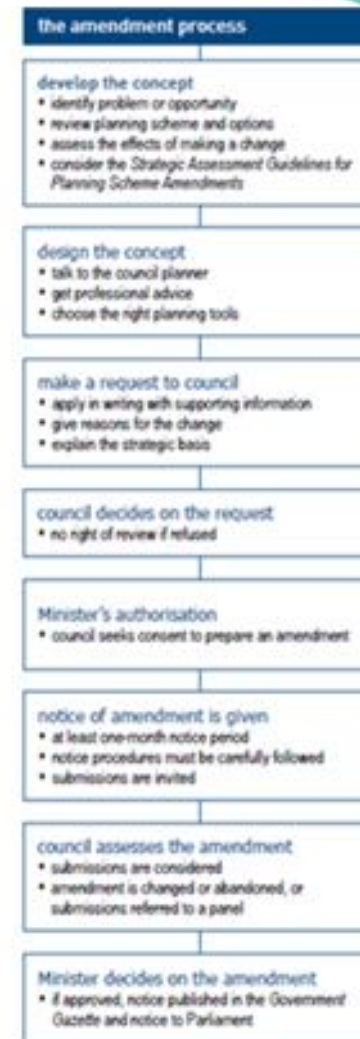 the amendment process
develop the concept
• identify problem or opportunity
• review planning scheme and options
• assess the effects of making a change
• consider the Strategic Assessment Guidelines for
Planning Scheme Amendments
design the concept
• talk to the council planner
• get professional advice
• choose the right planning tools
make a request to council
• apply in writing with supporting information
• give reasons for the change
• explain the strategic basis
council decides on the request
• no right of review if refused
Minister's authorisation
• council seeks consent to prepare an amendment
notice of amendment is given
• at least one-month notice period
• notice procedures must be carefully followed
• submissions are invited
council assesses the amendment
• submissions are considered
• amendment is changed or abandoned, or
submissions referred to a panel
Minister decides on the amendment
• if approved, notice published in the Government
Gazette and notice to Parliament